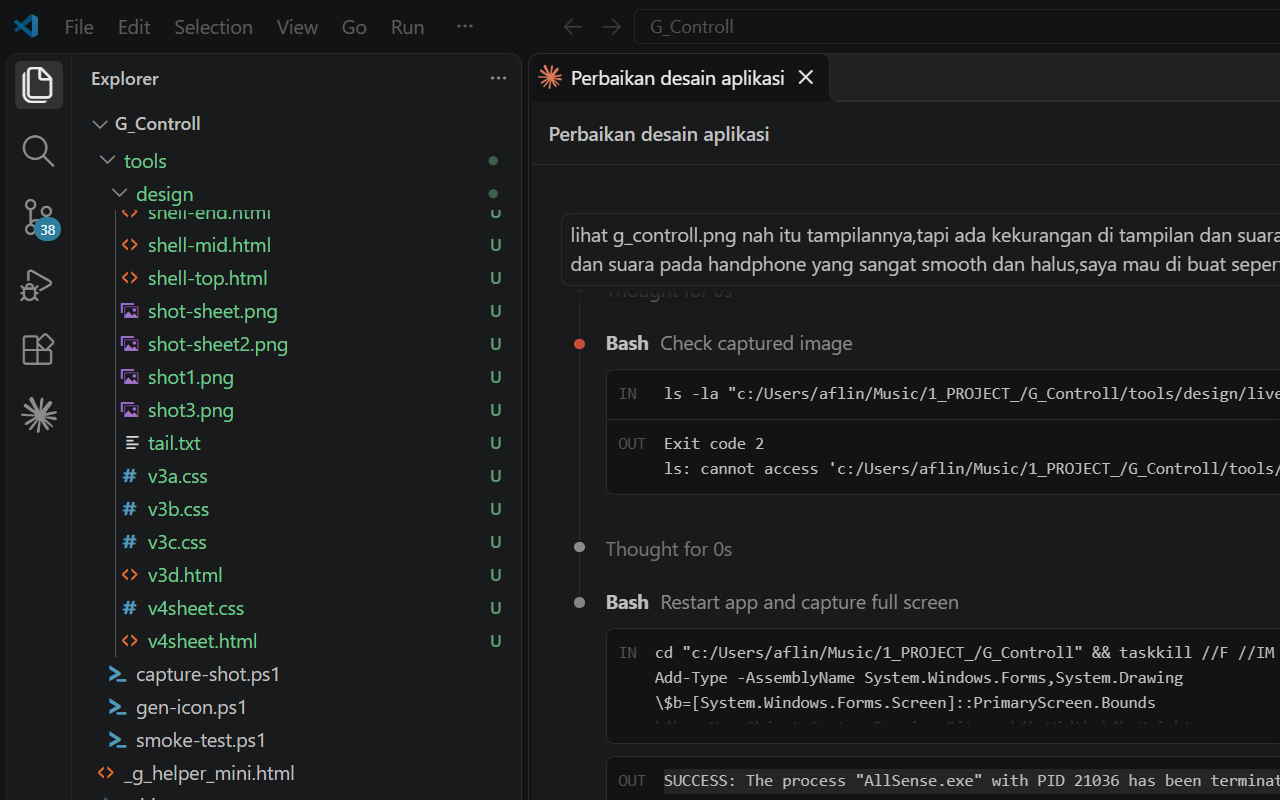 File Edit Selection View Go Run ...
G_Controll
Explorer
G_Controll
tools
design
shell-end.html U
shell-mid.html U
shell-top.html U
shot-sheet.png U
shot-sheet2.png U
shot1.png U
shot3.png U
tail.txt U
v3a.css U
v3b.css U
v3c.css U
v3d.html U
v4sheet.css U
v4sheet.html U
capture-shot.ps1
gen-icon.ps1
smoke-test.ps1
_g_helper_mini.html
38
Perbaikan desain aplikasi
Perbaikan desain aplikasi
lihat g_controll.png nah itu tampilannya,tapi ada kekurangan di tampilan dan suara
dan suara pada handphone yang sangat smooth dan halus,saya mau di buat seper
Thought for 0s
Bash Check captured image
IN ls -la "c:/Users/aflin/Music/1_PROJECT_/G_Controll/tools/design/live
OUT Exit code 2
ls: cannot access 'c:/Users/aflin/Music/1_PROJECT_/G_Controll/tools/
Thought for 0s
Bash Restart app and capture full screen
IN cd "c:/Users/aflin/Music/1_PROJECT_/G_Controll" && taskkill //F //IM
Add-Type -AssemblyName System.Windows.Forms,System.Drawing
\$b=[System.Windows.Forms.Screen]::PrimaryScreen.Bounds
OUT SUCCESS: The process "AllSense.exe" with PID 21036 has been terminat